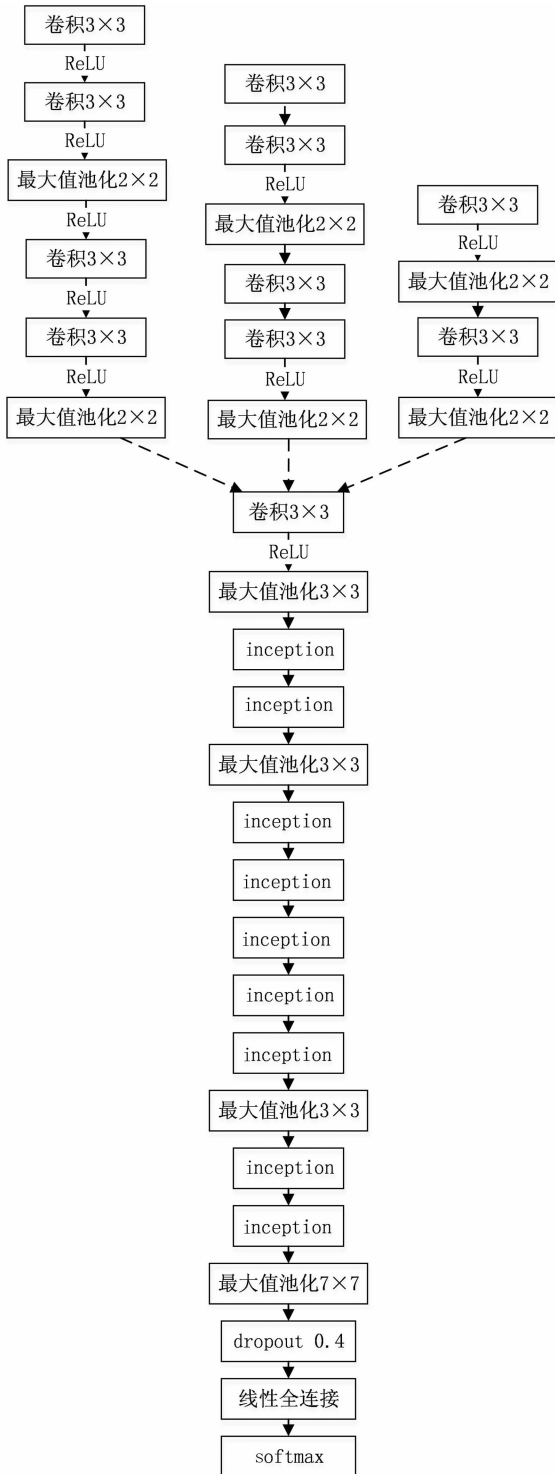 卷积3×3
ReLU
卷积3×3
ReLU
最大值池化2×2
ReLU
卷积3×3
ReLU
卷积3×3
ReLU
最大值池化2×2
卷积3×3
卷积3×3
ReLU
最大值池化2×2
卷积3×3
卷积3×3
ReLU
最大值池化2×2
卷积3×3
ReLU
最大值池化2×2
卷积3×3
ReLU
最大值池化2×2
卷积3×3
ReLU
最大值池化3×3
inception
inception
最大值池化3×3
inception
inception
inception
inception
inception
最大值池化3×3
inception
inception
最大值池化7×7
dropout 0.4
线性全连接
softmax